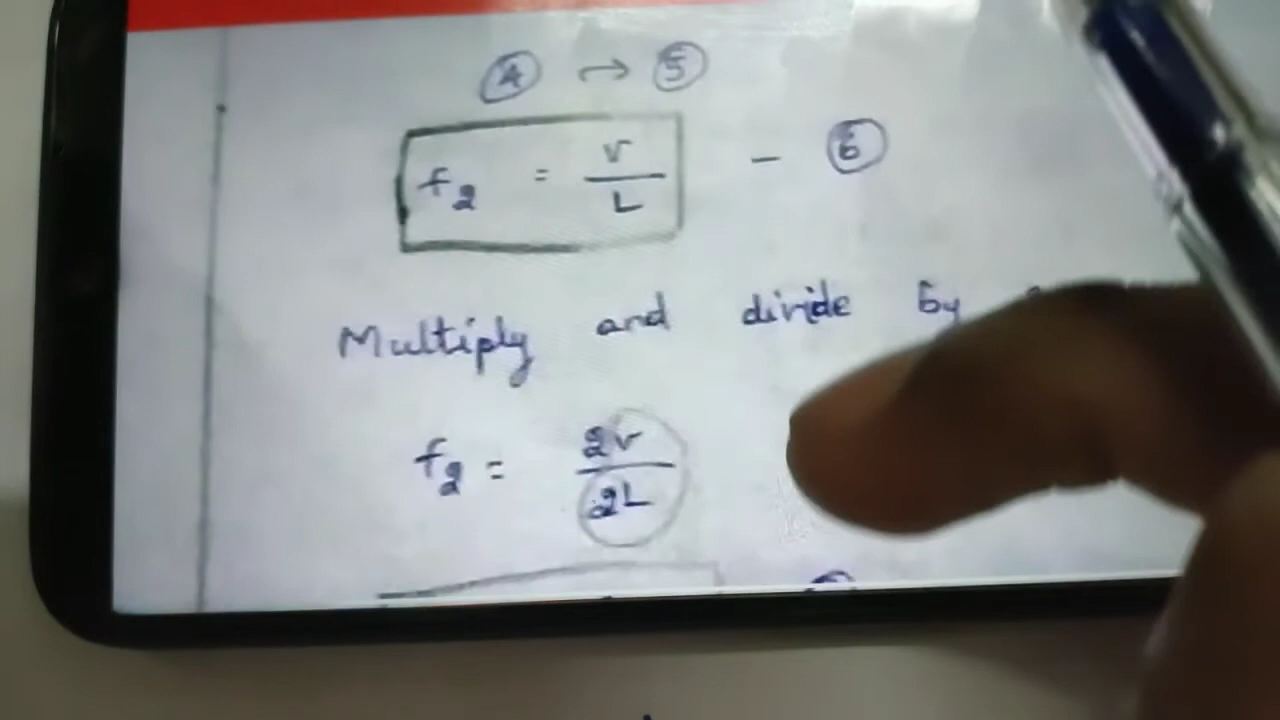 ④ → ⑤
f₂ = v/L – ⑥
Multiply and divide by
f₂ = 2v/2L